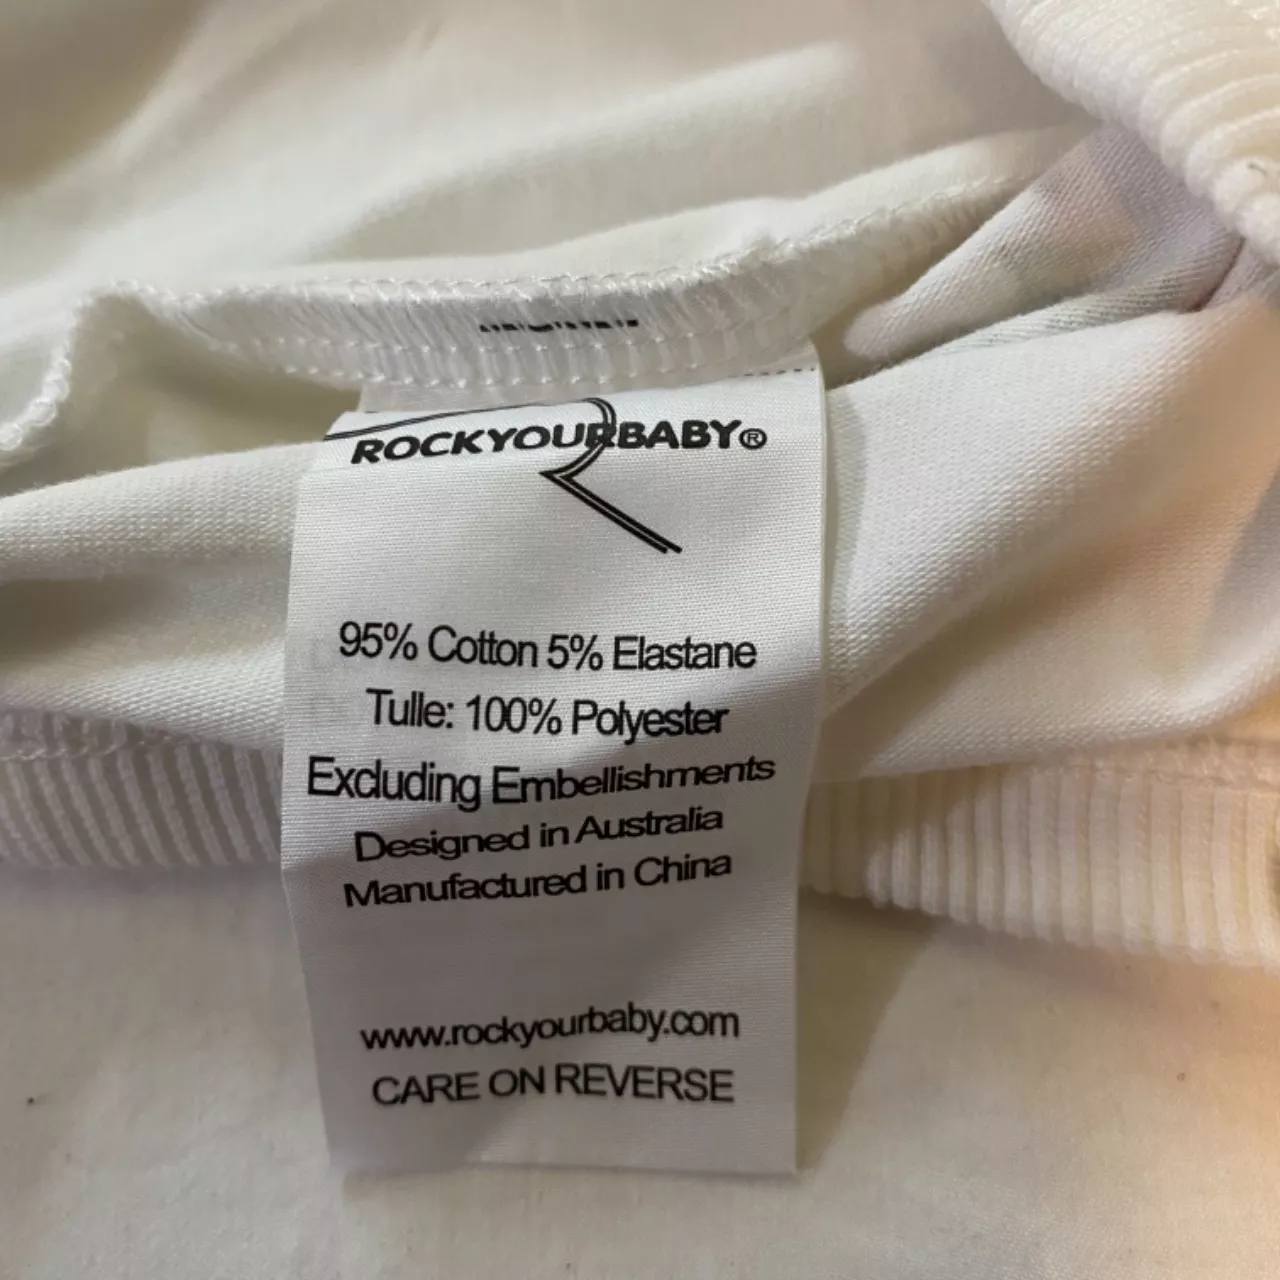 ROCKYOURBABY®
95% Cotton 5% Elastane
Tulle: 100% Polyester
Excluding Embellishments
Designed in Australia
Manufactured in China
www.rockyourbaby.com
CARE ON REVERSE